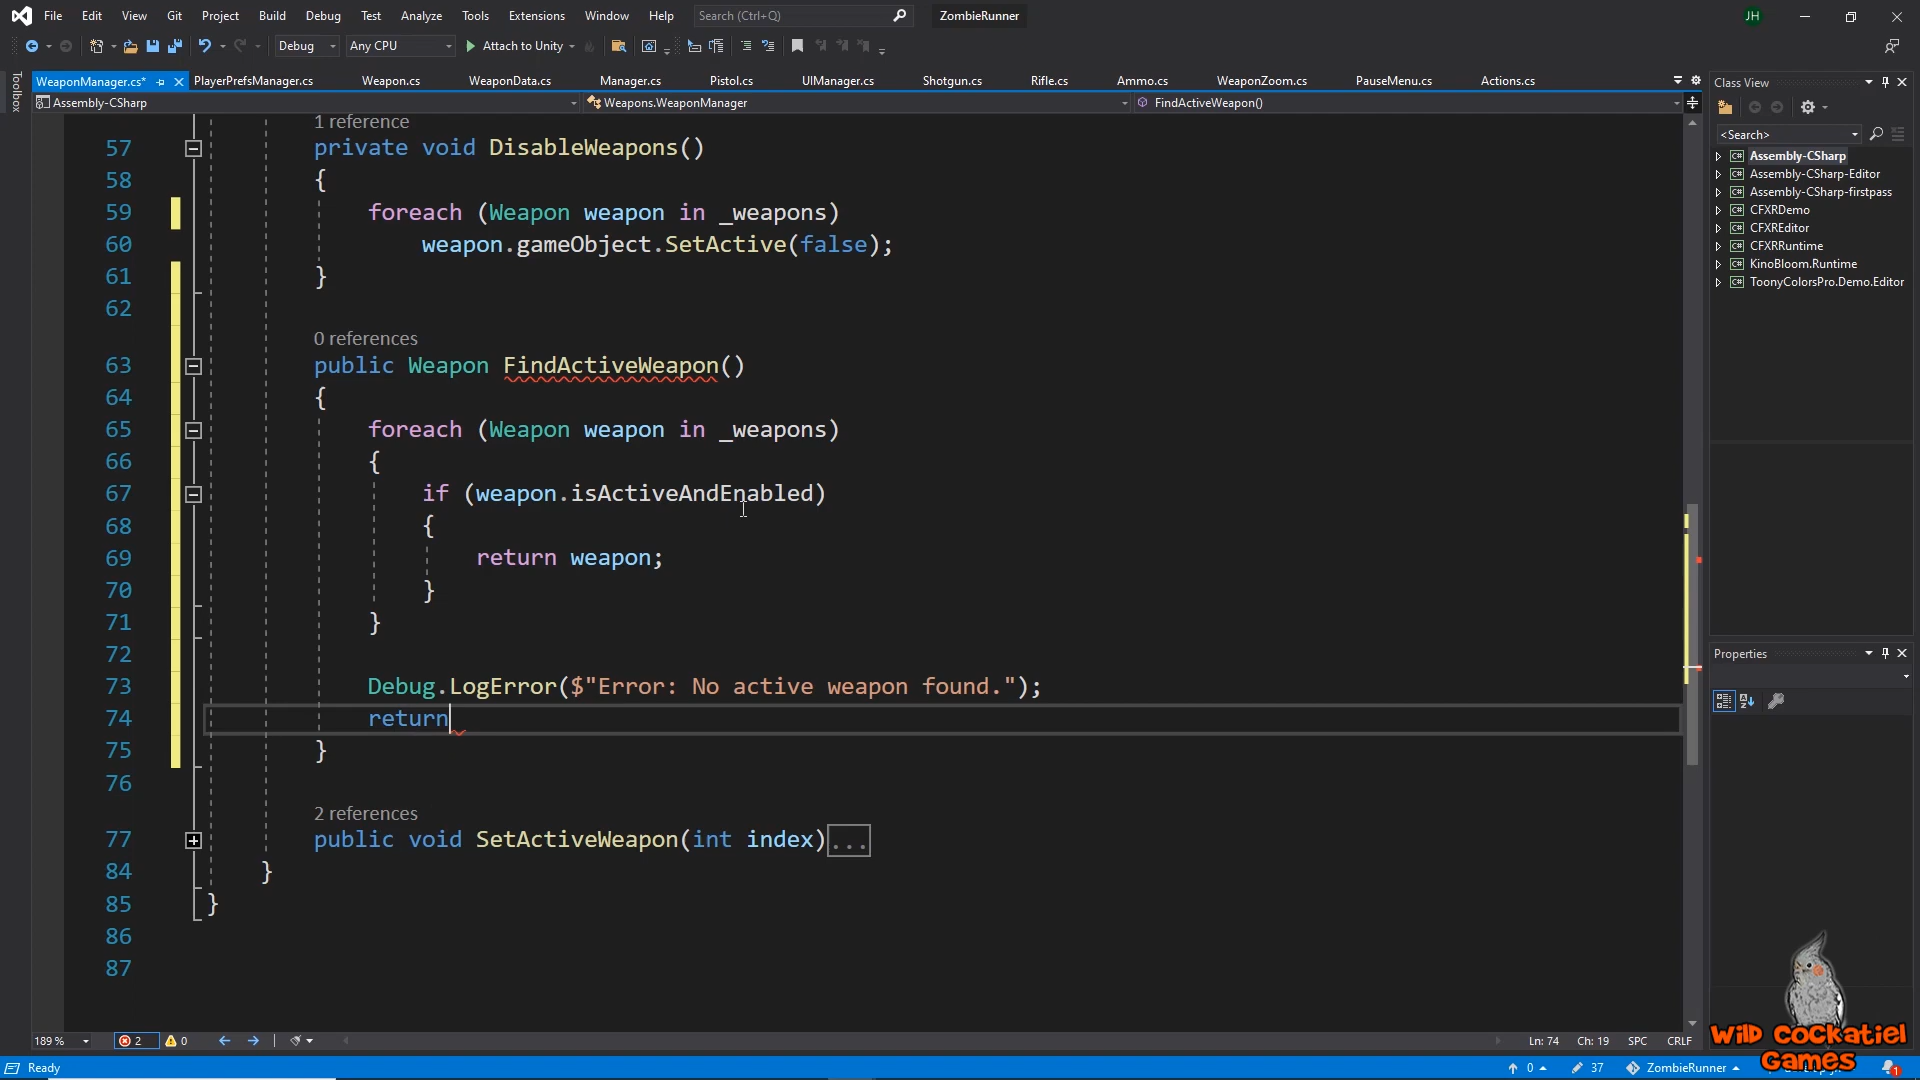 File Edit View Git Project Build Debug Test Analyze Tools Extensions Window Help Search (Ctrl+Q) ZombieRunner JH
Debug Any CPU Attach to Unity
WeaponManager.cs* PlayerPrefsManager.cs Weapon.cs WeaponData.cs Manager.cs Pistol.cs UIManager.cs Shotgun.cs Rifle.cs Ammo.cs WeaponZoom.cs PauseMenu.cs Actions.cs
Assembly-CSharp Weapons.WeaponManager FindActiveWeapon()
Toolbox
1 reference
57 private void DisableWeapons()
58 {
59 foreach (Weapon weapon in _weapons)
60 weapon.gameObject.SetActive(false);
61 }
62
0 references
63 public Weapon FindActiveWeapon()
64 {
65 foreach (Weapon weapon in _weapons)
66 {
67 if (weapon.isActiveAndEnabled)
68 {
69 return weapon;
70 }
71 }
72
73 Debug.LogError($"Error: No active weapon found.");
74 return
75 }
76
2 references
77 public void SetActiveWeapon(int index)...
84 }
85 }
86
87
Class View
<Search>
Assembly-CSharp
Assembly-CSharp-Editor
Assembly-CSharp-firstpass
CFXRDemo
CFXREditor
CFXRRuntime
KinoBloom.Runtime
ToonyColorsPro.Demo.Editor
Properties
189 % 2 0 Ln: 74 Ch: 19 SPC CRLF
Ready 0 37 ZombieRunner 1
Wild Cockatiel
Games